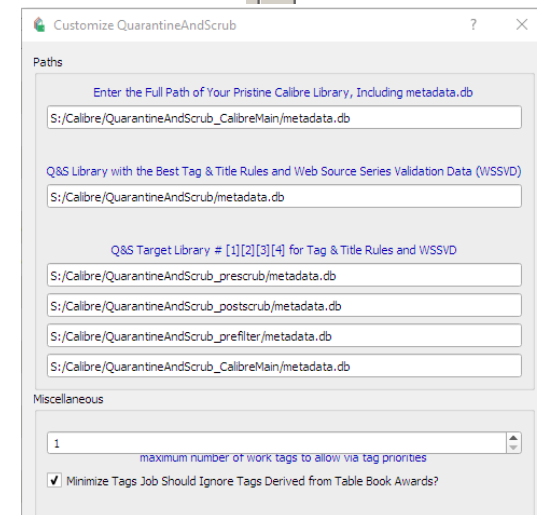 Customize QuarantineAndScrub ? ×
Paths
Enter the Full Path of Your Pristine Calibre Library, Including metadata.db
S:/Calibre/QuarantineAndScrub_CalibreMain/metadata.db
Q&S Library with the Best Tag & Title Rules and Web Source Series Validation Data (WSSVD)
S:/Calibre/QuarantineAndScrub/metadata.db
Q&S Target Library # [1][2][3][4] for Tag & Title Rules and WSSVD
S:/Calibre/QuarantineAndScrub_prescrub/metadata.db
S:/Calibre/QuarantineAndScrub_postscrub/metadata.db
S:/Calibre/QuarantineAndScrub_prefilter/metadata.db
S:/Calibre/QuarantineAndScrub_CalibreMain/metadata.db
Miscellaneous
1
maximum number of work tags to allow via tag priorities
Minimize Tags Job Should Ignore Tags Derived from Table Book Awards?